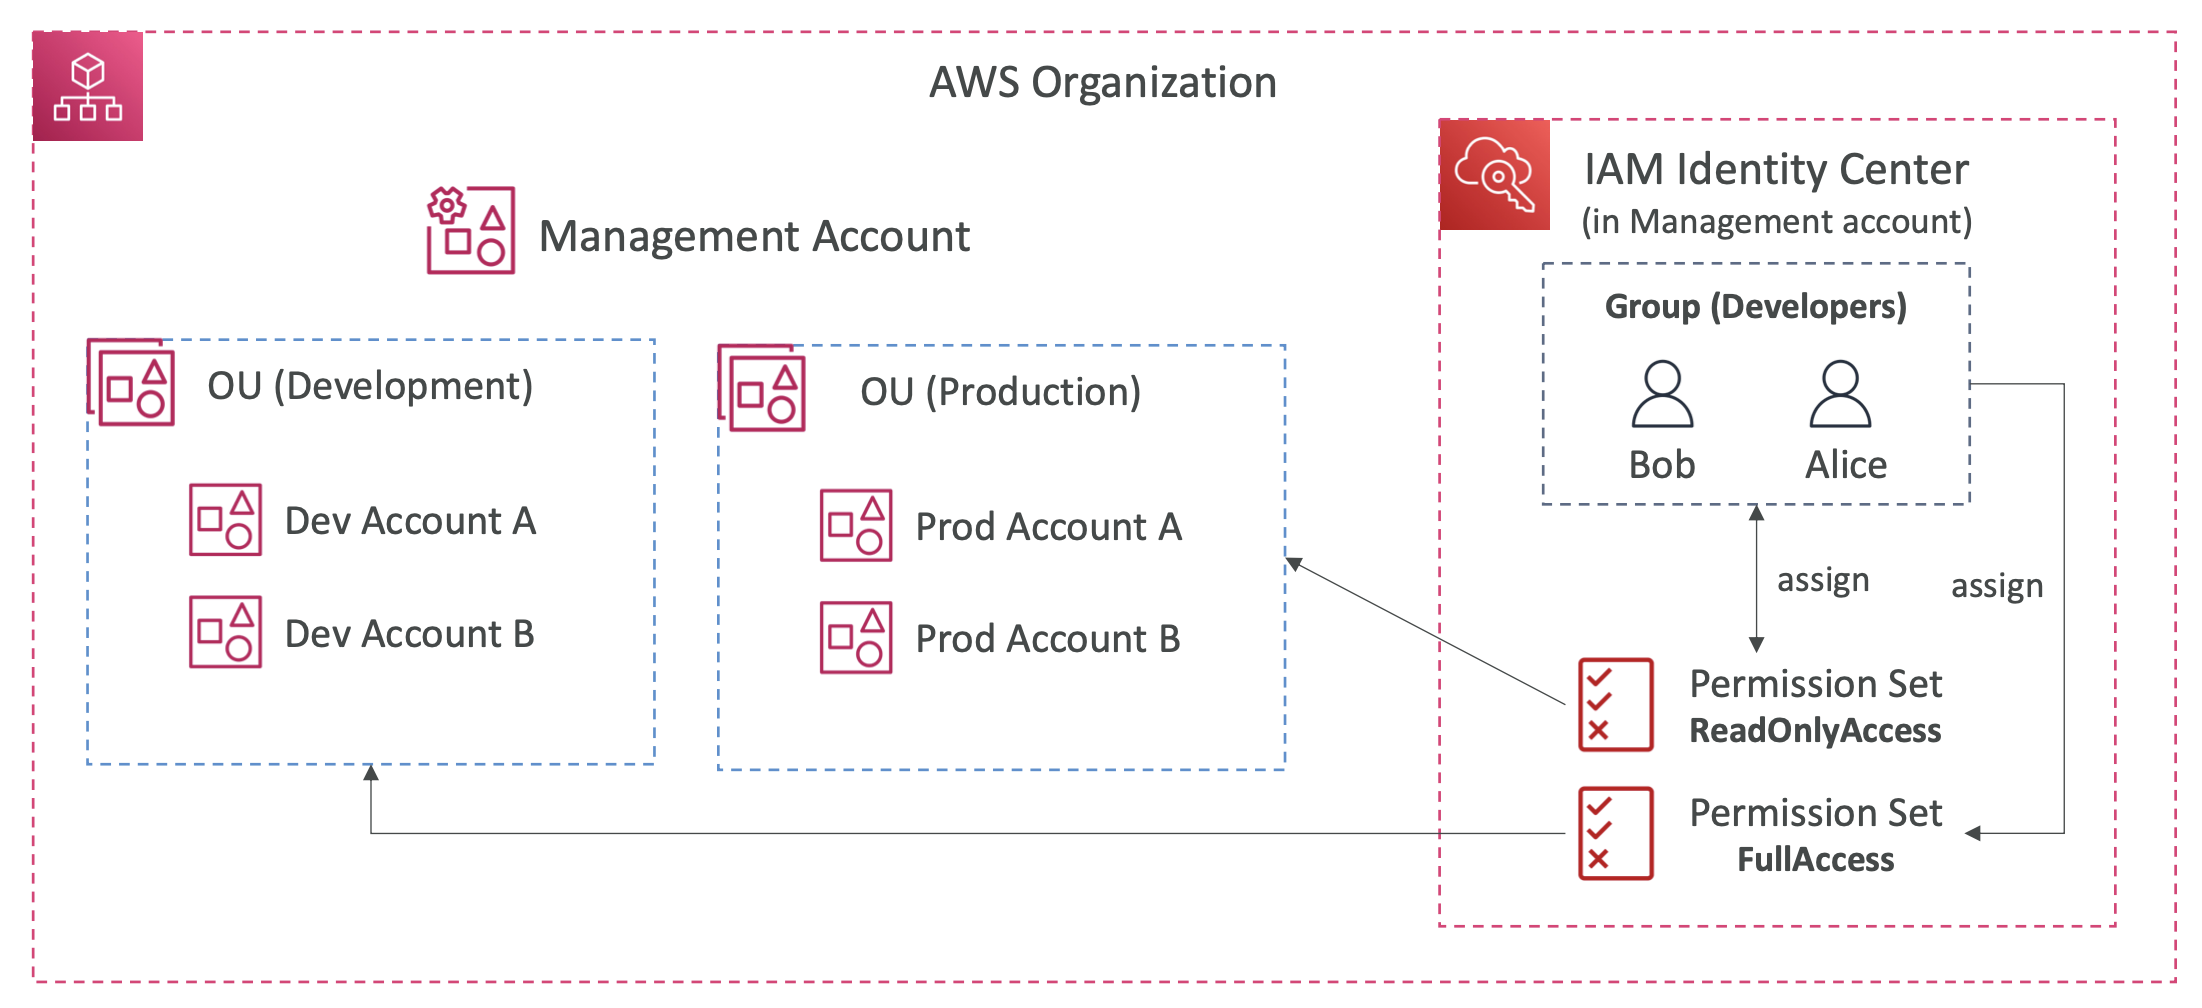 AWS Organization
IAM Identity Center
(in Management account)
Management Account
Group (Developers)
Bob
Alice
OU (Development)
Dev Account A
Dev Account B
OU (Production)
Prod Account A
Prod Account B
assign
assign
Permission Set
ReadOnlyAccess
Permission Set
FullAccess